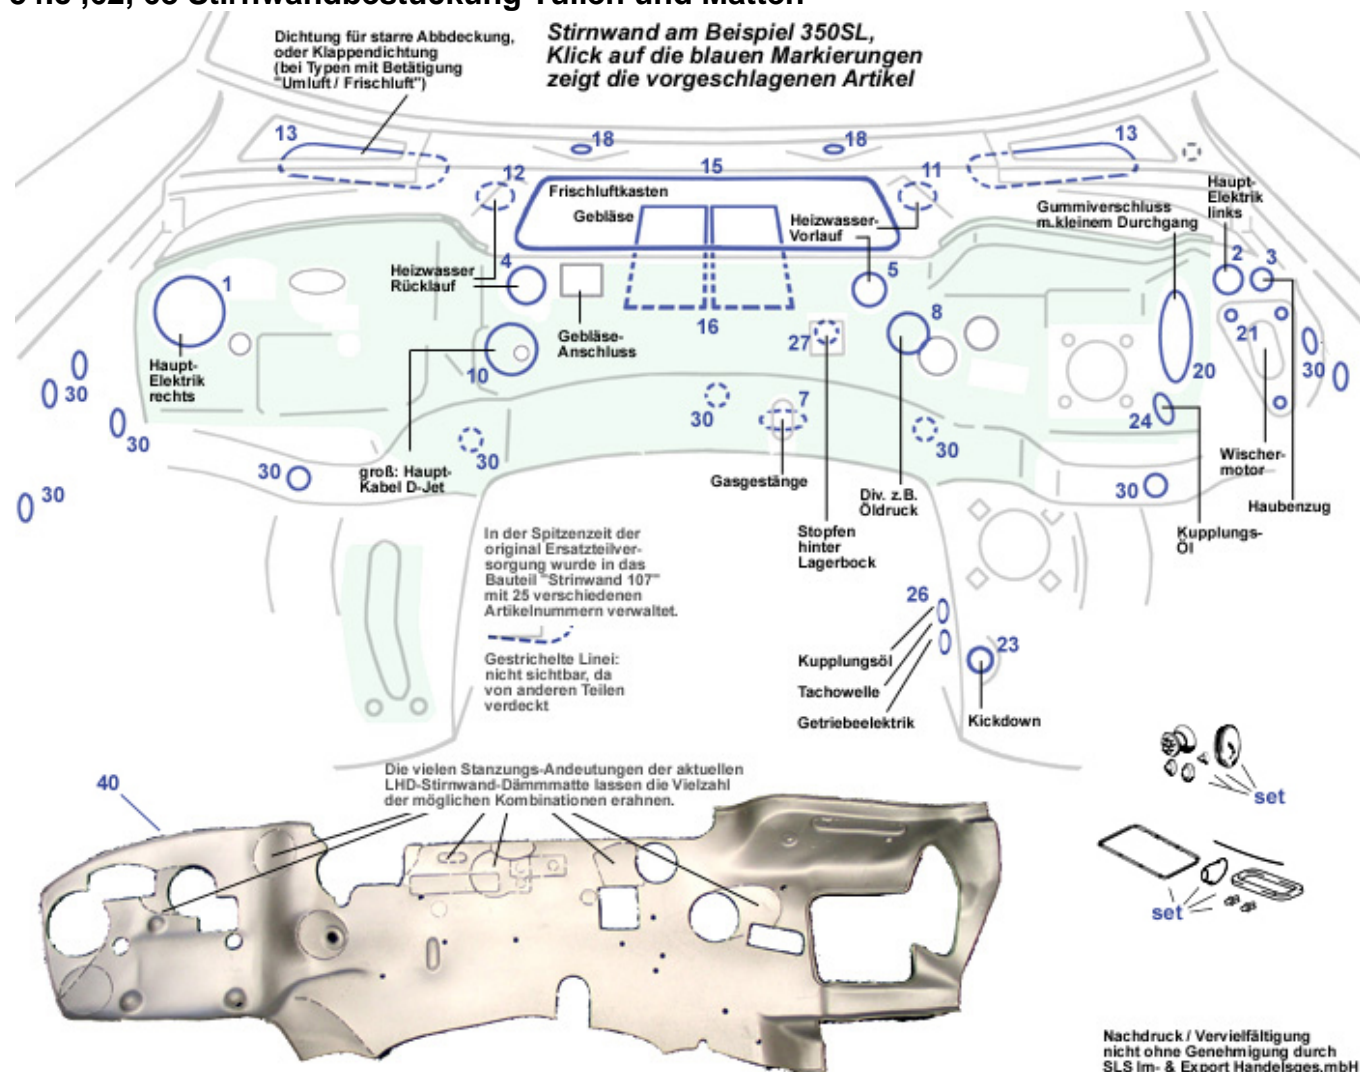 Dichtung für starre Abbdeckung,
oder Klappendichtung
(bei Typen mit Betätigung
"Umluft / Frischluft")
Stirnwand am Beispiel 350SL,
Klick auf die blauen Markierungen
zeigt die vorgeschlagenen Artikel
13
18
18
13
12
15
11
Frischluftkasten
Gebläse
Heizwasser-
Vorlauf
Gummiverschluss
m.kleinem Durchgang
Haupt-
Elektrik
links
1
Heizwasser
Rücklauf
4
5
2
3
16
Gebläse-
Anschluss
27
8
21
Haupt-
Elektrik
rechts
10
20
30
30
30
30
7
24
30
30
30
30
30
30
groß: Haupt-
Kabel D-Jet
Gasgestänge
Div. z.B.
Öldruck
Wischer-
motor
Haubenzug
Stopfen
hinter
Lagerbock
Kupplungs-
Öl
In der Spitzenzeit der
original Ersatzteilver-
sorgung wurde in das
Bauteil "Strinwand 107"
mit 25 verschiedenen
Artikelnummern verwaltet.
Gestrichelte Linei:
nicht sichtbar, da
von anderen Teilen
verdeckt
26
23
Kupplungsöl
Tachowelle
Getriebeelektrik
Kickdown
Die vielen Stanzungs-Andeutungen der aktuellen
LHD-Stirnwand-Dämmmatte lassen die Vielzahl
der möglichen Kombinationen erahnen.
40
set
set
Nachdruck / Vervielfältigung
nicht ohne Genehmigung durch
SLS Im- & Export Handelsges.mbH